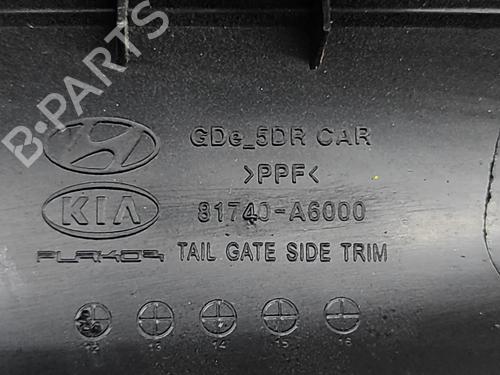 B-PARTS
GDe_5DR CAR
>PPF<
KIA 81740-A6000
PLAKOR TAIL GATE SIDE TRIM
12 13 14 15 16